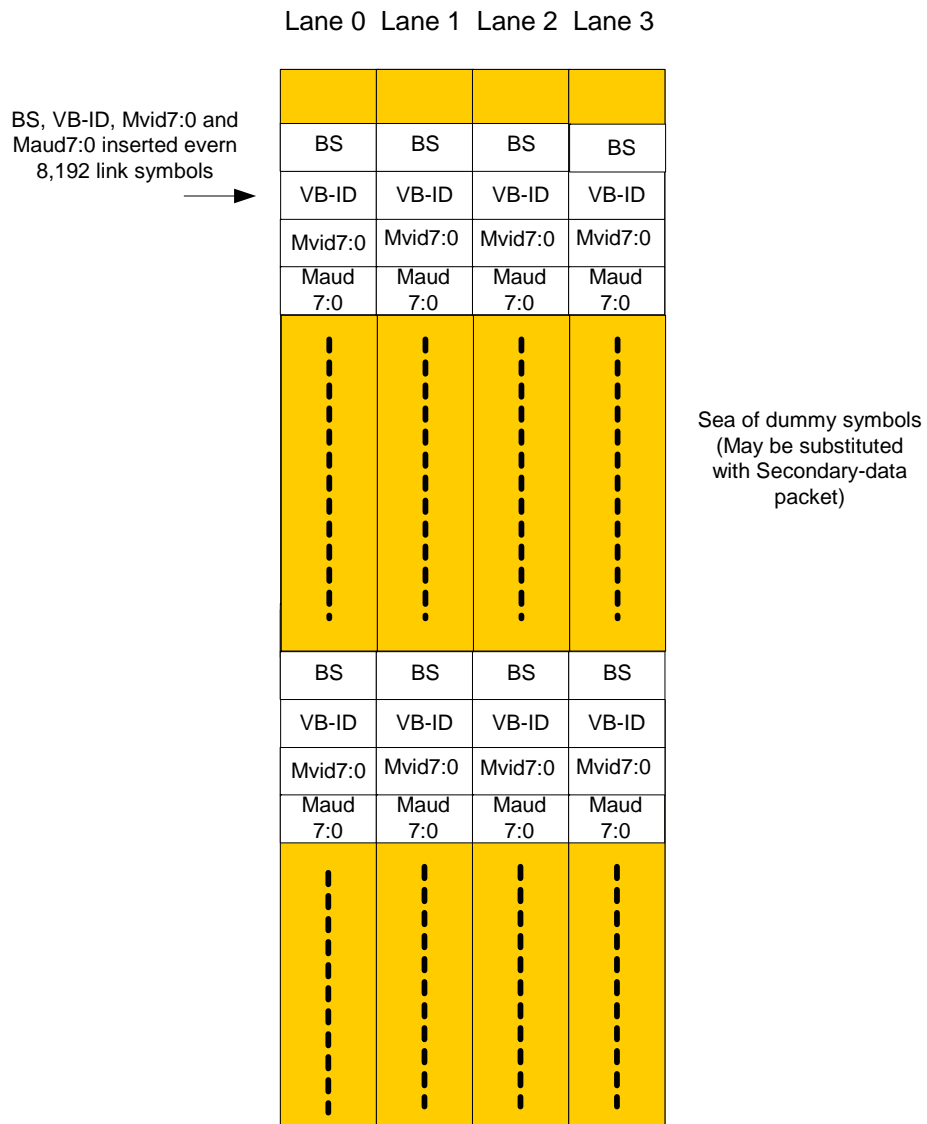 Lane 0 Lane 1 Lane 2 Lane 3
BS, VB-ID, Mvid7:0 and
Maud7:0 inserted evern
8,192 link symbols
BS BS BS BS
VB-ID VB-ID VB-ID VB-ID
Mvid7:0 Mvid7:0 Mvid7:0 Mvid7:0
Maud Maud Maud Maud
7:0 7:0 7:0 7:0
Sea of dummy symbols
(May be substituted
with Secondary-data
packet)
BS BS BS BS
VB-ID VB-ID VB-ID VB-ID
Mvid7:0 Mvid7:0 Mvid7:0 Mvid7:0
Maud Maud Maud Maud
7:0 7:0 7:0 7:0